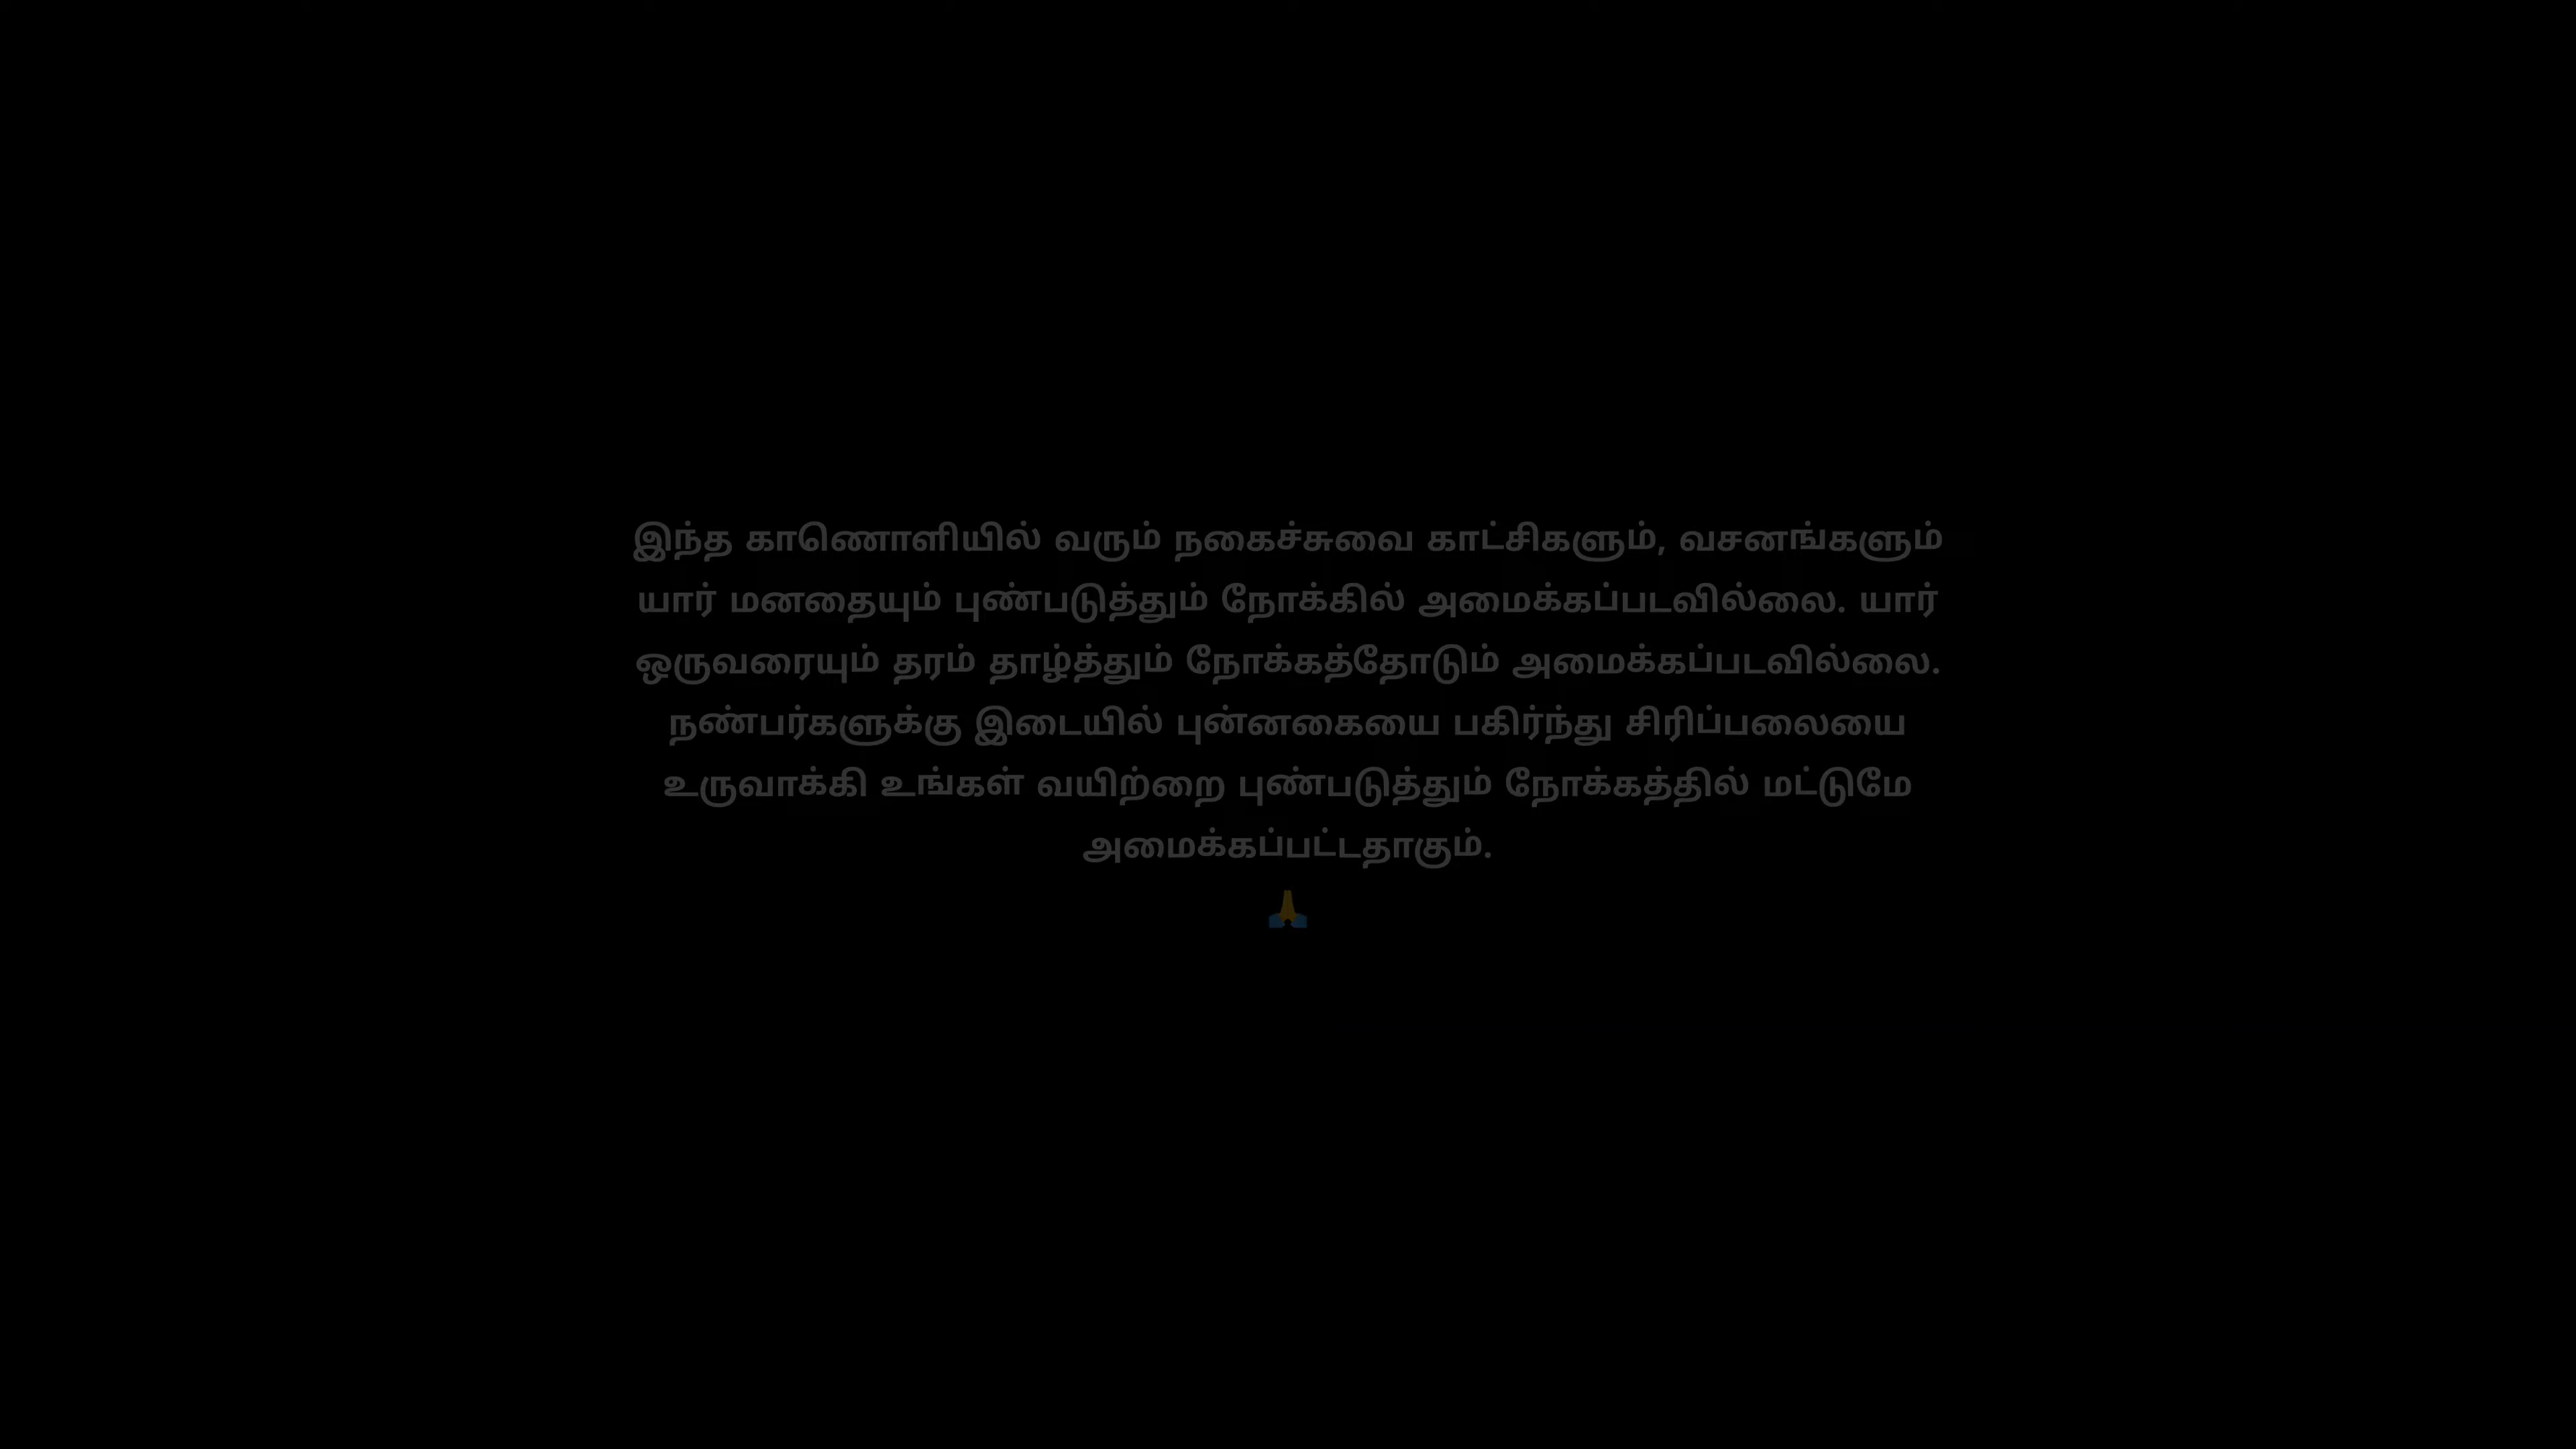 இந்த காணொளியில் வரும் நகைச்சுவை காட்சிகளும், வசனங்களும்
யார் மனதையும் புண்படுத்தும் நோக்கில் அமைக்கப்படவில்லை. யார்
ஒருவரையும் தரம் தாழ்த்தும் நோக்கத்தோடும் அமைக்கப்படவில்லை.
நண்பர்களுக்கு இடையில் புன்னகையை பகிர்ந்து சிரிப்பலையை
உருவாக்கி உங்கள் வயிற்றை புண்படுத்தும் நோக்கத்தில் மட்டுமே
அமைக்கப்பட்டதாகும்.
🙏